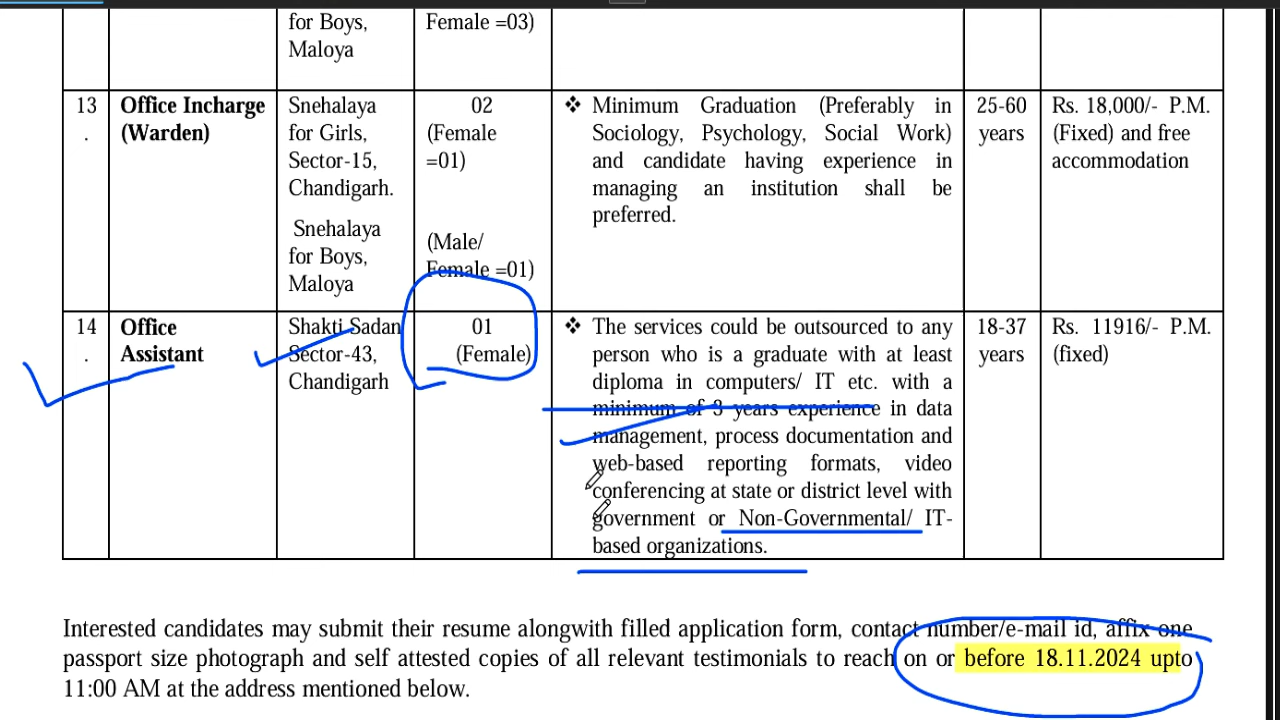 for Boys,
Maloya
Female =03)
13
.
Office Incharge
(Warden)
Snehalaya
for Girls,
Sector-15,
Chandigarh.
Snehalaya
for Boys,
Maloya
02
(Female
=01)
(Male/
Female =01)
❖ Minimum Graduation (Preferably in
Sociology, Psychology, Social Work)
and candidate having experience in
managing an institution shall be
preferred.
25-60
years
Rs. 18,000/- P.M.
(Fixed) and free
accommodation
14
.
Office
Assistant
Shakti Sadan
Sector-43,
Chandigarh
01
(Female)
❖ The services could be outsourced to any
person who is a graduate with at least
diploma in computers/ IT etc. with a
minimum of 3 years experience in data
management, process documentation and
web-based reporting formats, video
conferencing at state or district level with
government or Non-Governmental/ IT-
based organizations.
18-37
years
Rs. 11916/- P.M.
(fixed)
Interested candidates may submit their resume alongwith filled application form, contact number/e-mail id, affix one
passport size photograph and self attested copies of all relevant testimonials to reach on or before 18.11.2024 upto
11:00 AM at the address mentioned below.